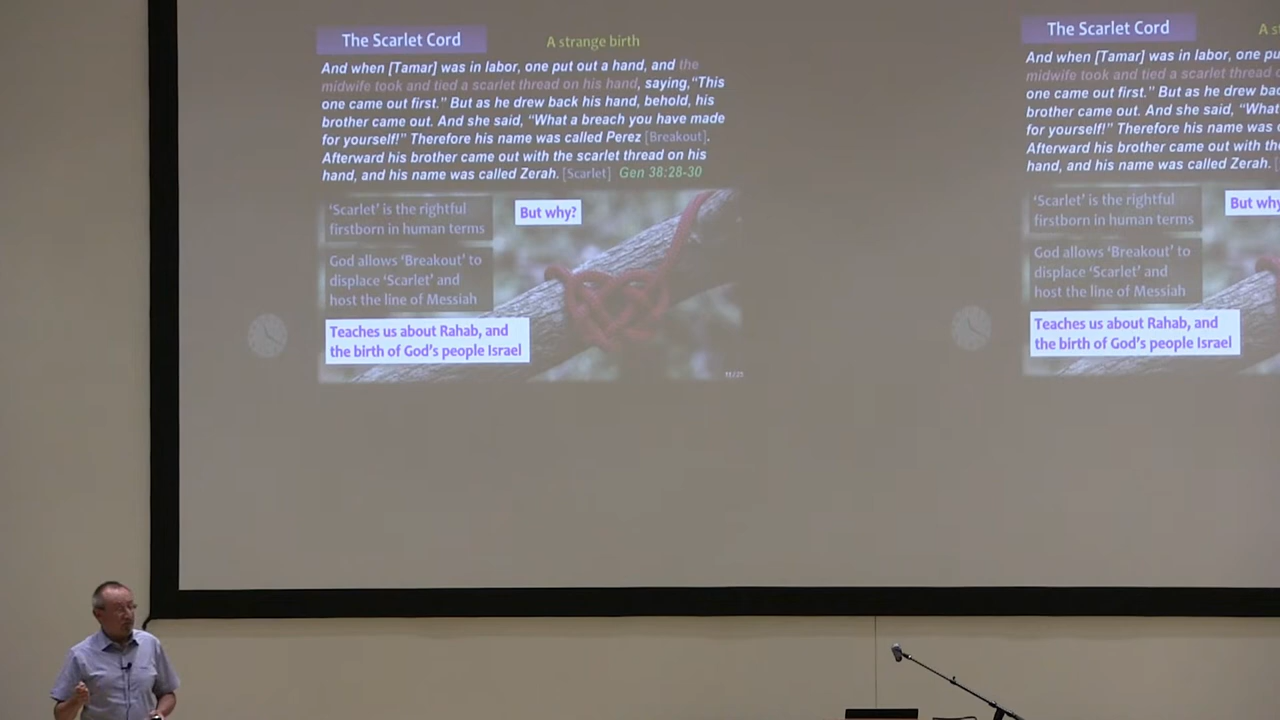 The Scarlet Cord
A strange birth
And when [Tamar] was in labor, one put out a hand, and the
midwife took and tied a scarlet thread on his hand, saying,“This
one came out first.” But as he drew back his hand, behold, his
brother came out. And she said, “What a breach you have made
for yourself!” Therefore his name was called Perez [Breakout].
Afterward his brother came out with the scarlet thread on his
hand, and his name was called Zerah. [Scarlet] Gen 38:28-30
‘Scarlet’ is the rightful
firstborn in human terms
But why?
God allows ‘Breakout’ to
displace ‘Scarlet’ and
host the line of Messiah
Teaches us about Rahab, and
the birth of God’s people Israel
The Scarlet Cord
And when [Tamar] was in labor, one pu
midwife took and tied a scarlet thread
one came out first.” But as he drew bac
brother came out. And she said, “What
for yourself!” Therefore his name was
Afterward his brother came out with th
hand, and his name was called Zerah.
‘Scarlet’ is the rightful
firstborn in human terms
But why
God allows ‘Breakout’ to
displace ‘Scarlet’ and
host the line of Messiah
Teaches us about Rahab, and
the birth of God’s people Israel